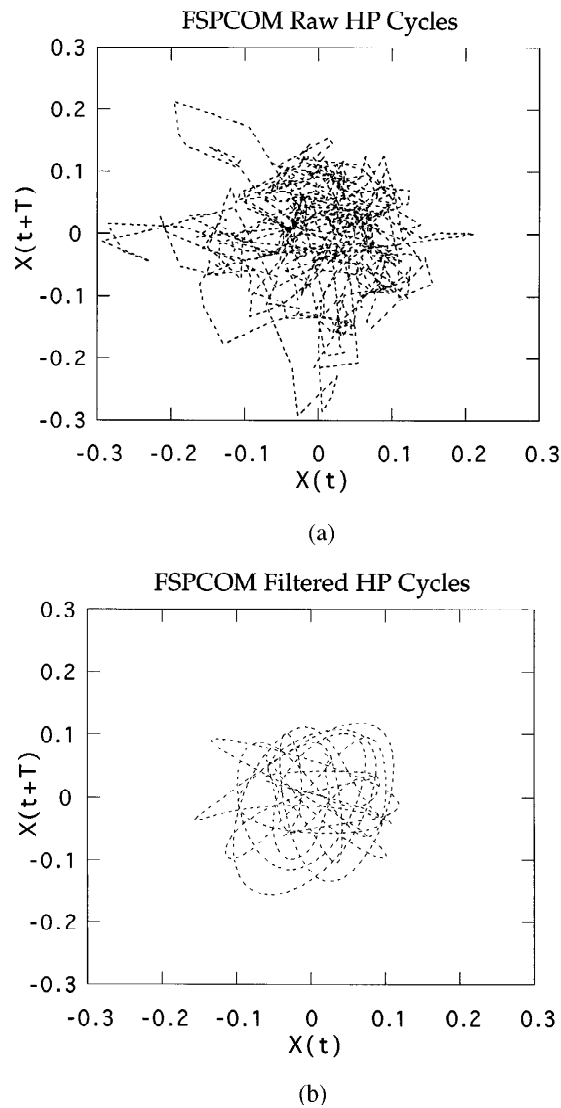 FSPCOM Raw HP Cycles
0.3
0.2
0.1
0
-0.1
-0.2
-0.3
X(t+T)
-0.3 -0.2 -0.1 0 0.1 0.2 0.3
X(t)
(a)
FSPCOM Filtered HP Cycles
0.3
0.2
0.1
0
-0.1
-0.2
-0.3
X(t+T)
-0.3 -0.2 -0.1 0 0.1 0.2 0.3
X(t)
(b)